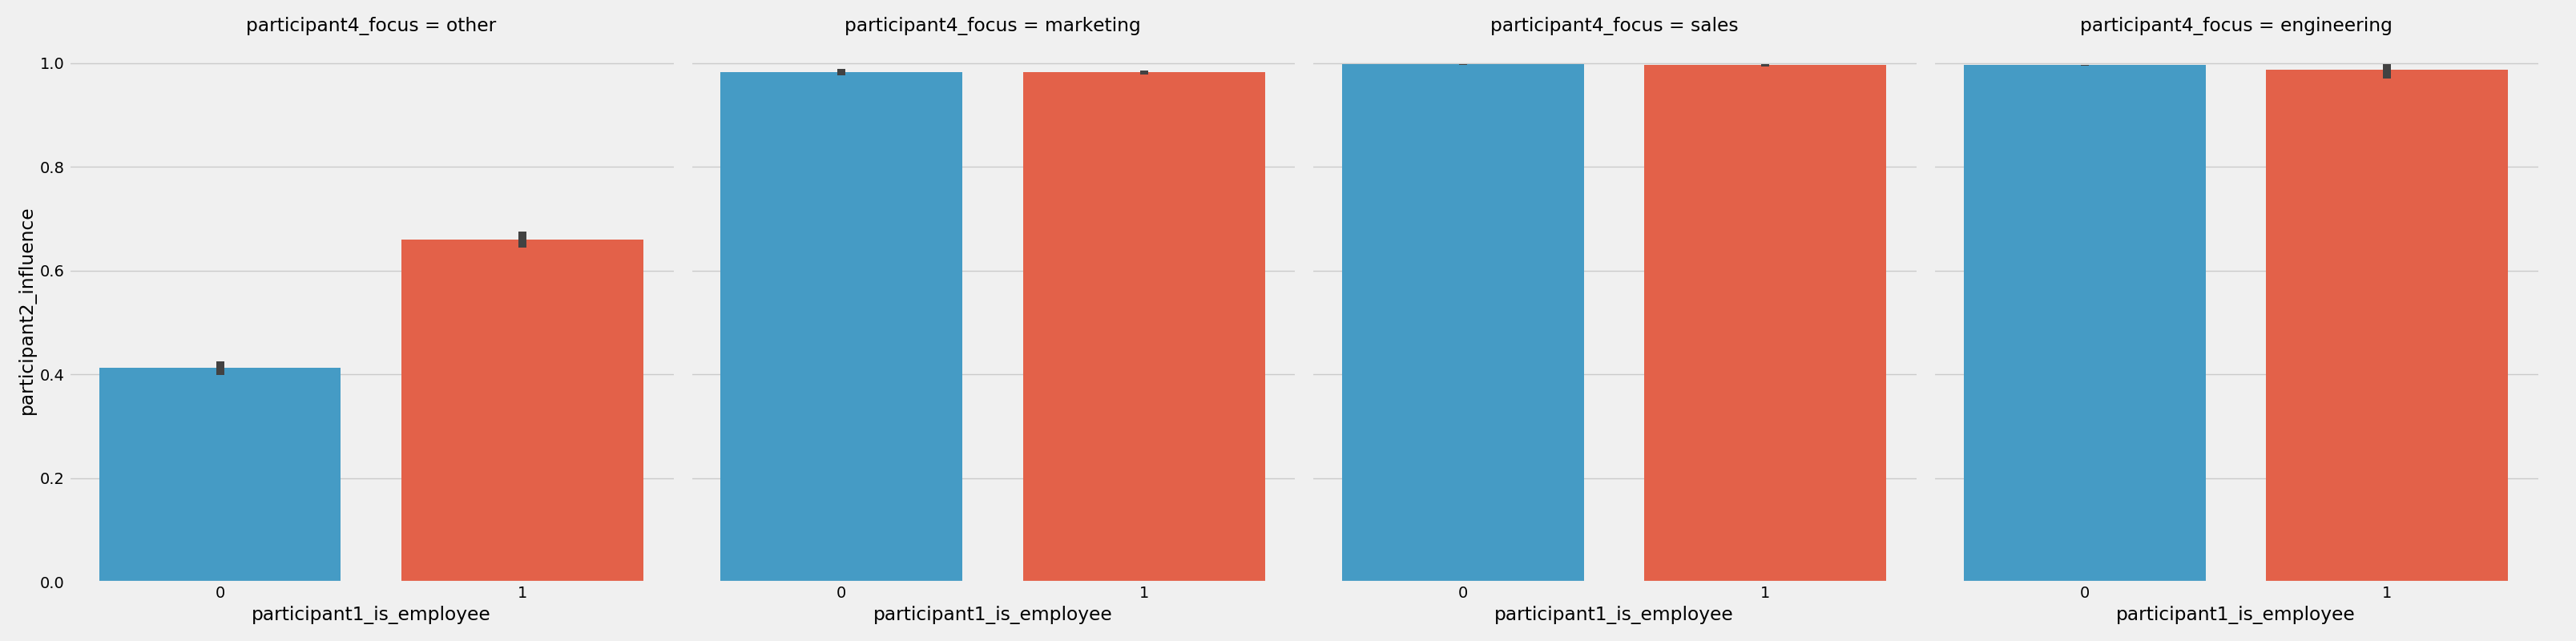 participant4_focus = other
participant4_focus = marketing
participant4_focus = sales
participant4_focus = engineering
participant2_influence
1.0
0.8
0.6
0.4
0.2
0.0
0 1
0 1
0 1
0 1
participant1_is_employee
participant1_is_employee
participant1_is_employee
participant1_is_employee